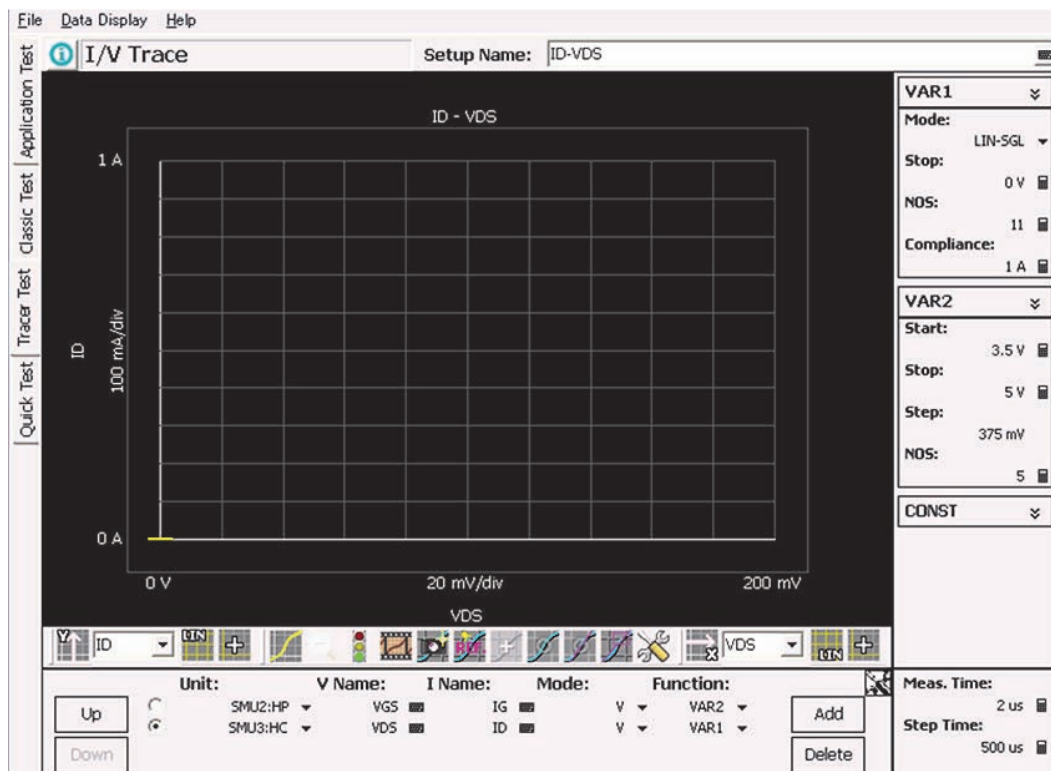 File Data Display Help
I/V Trace Setup Name: ID-VDS
Application Test
Classic Test
Tracer Test
Quick Test
ID - VDS
1 A
ID
100 mA/div
0 A
0 V 20 mV/div 200 mV
VDS
VAR1
Mode:
LIN-SGL
Stop:
0 V
NOS:
11
Compliance:
1 A
VAR2
Start:
3.5 V
Stop:
5 V
Step:
375 mV
NOS:
5
CONST
Y ID LIN REF X VDS LIN
Unit: V Name: I Name: Mode: Function:
Up SMU2:HP VGS IG V VAR2 Add
SMU3:HC VDS ID V VAR1
Down Delete
Meas. Time:
2 us
Step Time:
500 us